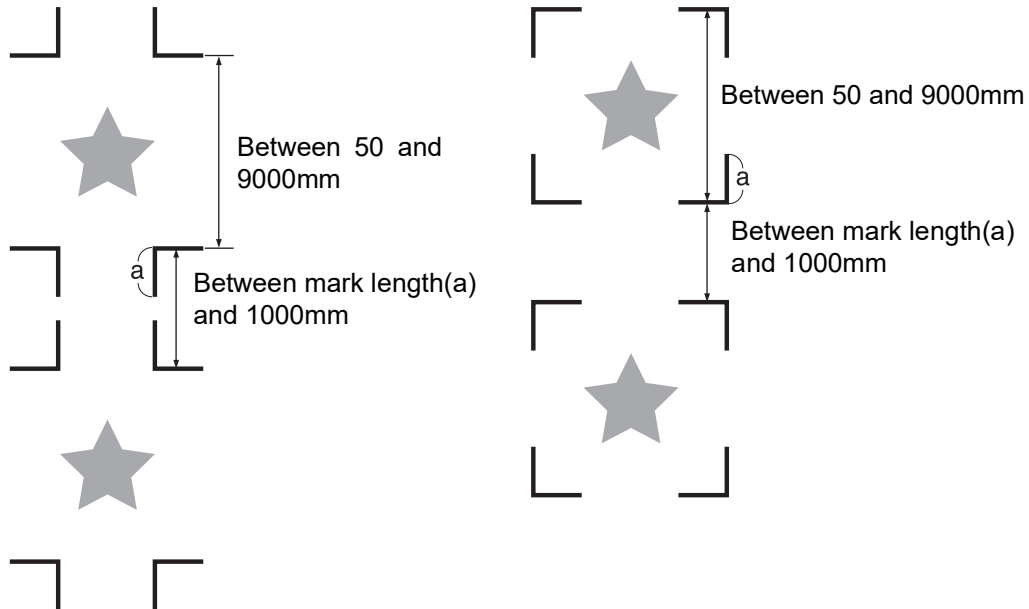 Between 50 and
9000mm
a
Between mark length(a)
and 1000mm
Between 50 and 9000mm
a
Between mark length(a)
and 1000mm